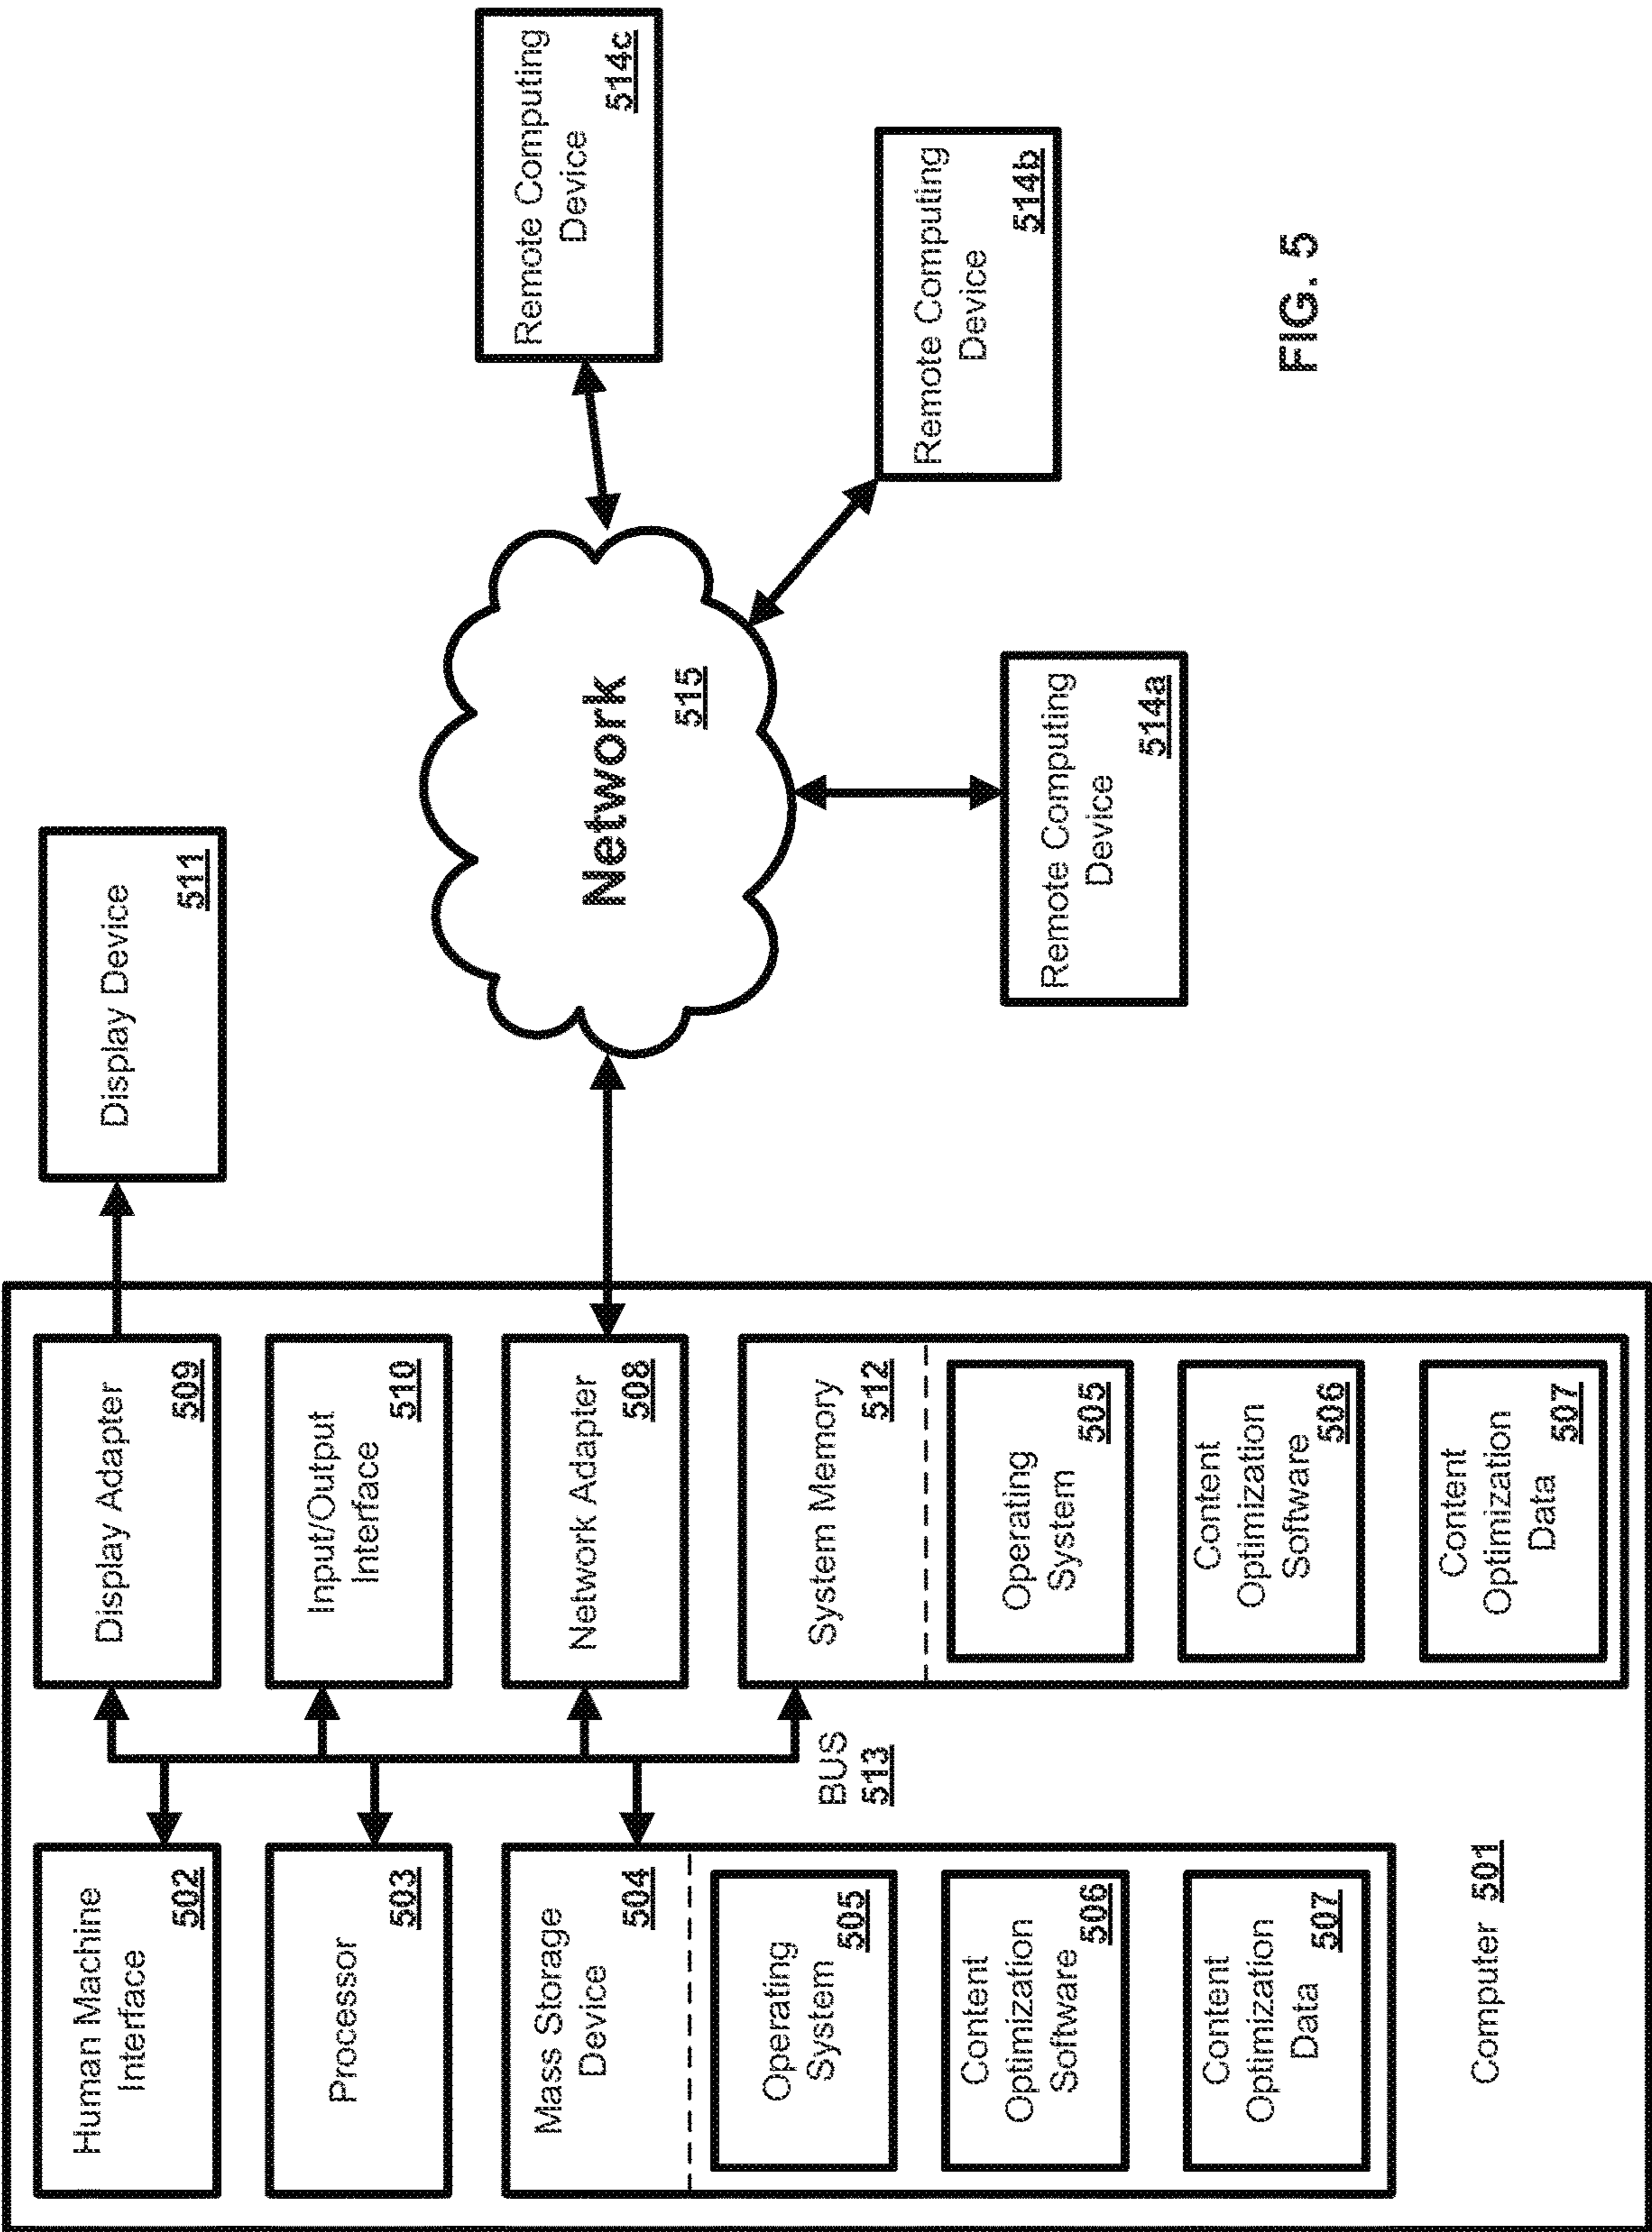 Human Machine
Interface
502
Processor
503
Mass Storage
Device
504
Operating
System
505
Content
Optimization
Software
506
Content
Optimization
Data
507
Computer 501
BUS
513
Display Adapter
509
Input/Output
Interface
510
Network Adapter
508
System Memory
512
Operating
System
505
Content
Optimization
Software
506
Content
Optimization
Data
507
Display Device
511
Network
515
Remote Computing
Device
514a
Remote Computing
Device
514b
Remote Computing
Device
514c
FIG. 5